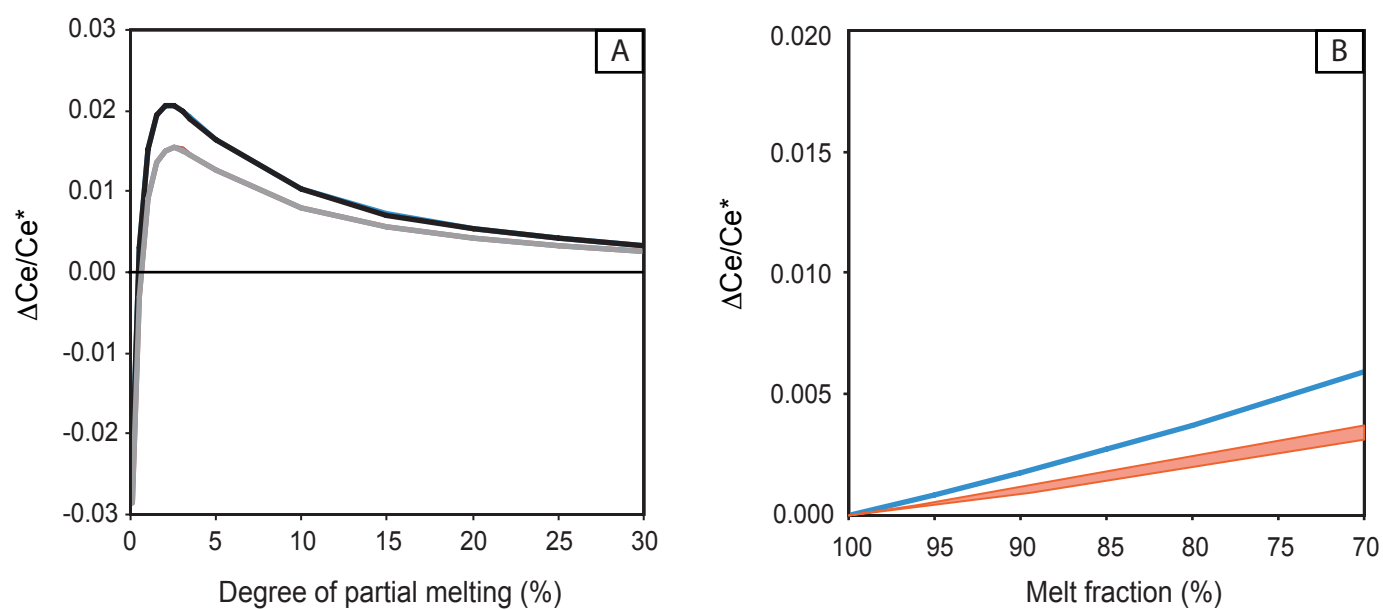 A
0.03
0.02
0.01
0.00
-0.01
-0.02
-0.03
ΔCe/Ce*
0 5 10 15 20 25 30
Degree of partial melting (%)
B
0.020
0.015
0.010
0.005
0.000
ΔCe/Ce*
100 95 90 85 80 75 70
Melt fraction (%)